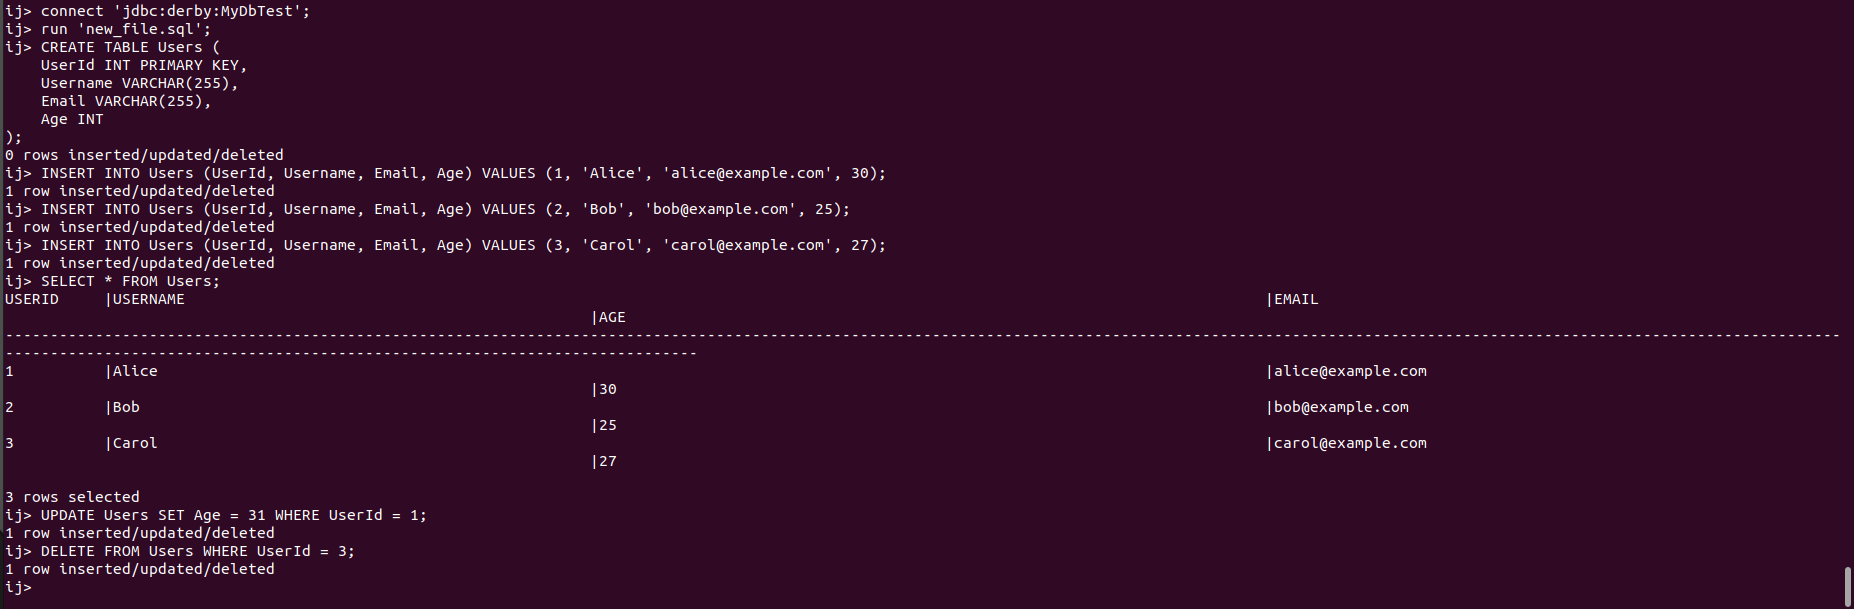 ij> connect 'jdbc:derby:MyDbTest';
ij> run 'new_file.sql';
ij> CREATE TABLE Users (
    UserId INT PRIMARY KEY,
    Username VARCHAR(255),
    Email VARCHAR(255),
    Age INT
);
0 rows inserted/updated/deleted
ij> INSERT INTO Users (UserId, Username, Email, Age) VALUES (1, 'Alice', 'alice@example.com', 30);
1 row inserted/updated/deleted
ij> INSERT INTO Users (UserId, Username, Email, Age) VALUES (2, 'Bob', 'bob@example.com', 25);
1 row inserted/updated/deleted
ij> INSERT INTO Users (UserId, Username, Email, Age) VALUES (3, 'Carol', 'carol@example.com', 27);
1 row inserted/updated/deleted
ij> SELECT * FROM Users;
USERID     |USERNAME     |EMAIL
|AGE
------------------------------------------------------------------------------------------------------------------------------------------------------------------------------------------------------------
-----------------------------------------------------------------------------
1          |Alice     |alice@example.com
|30
2          |Bob     |bob@example.com
|25
3          |Carol     |carol@example.com
|27

3 rows selected
ij> UPDATE Users SET Age = 31 WHERE UserId = 1;
1 row inserted/updated/deleted
ij> DELETE FROM Users WHERE UserId = 3;
1 row inserted/updated/deleted
ij>